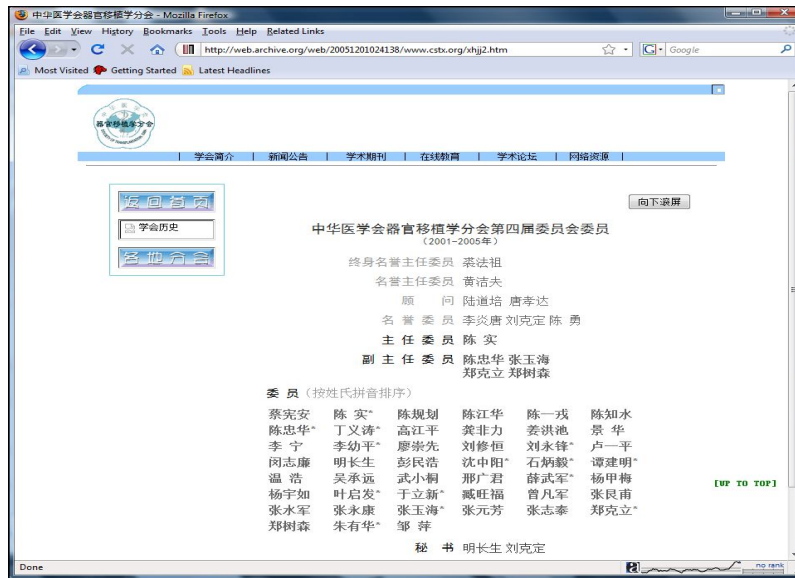 中华医学会器官移植学分会 - Mozilla Firefox
File Edit View History Bookmarks Tools Help Related Links
http://web.archive.org/web/20051201024138/www.cstx.org/xhjj2.htm
G Google
Most Visited Getting Started Latest Headlines
器官移植学分会
| 学会简介 | 新闻公告 | 学术期刊 | 在线教育 | 学术论坛 | 网络资源 |
返回首页
学会历史
各地分会
向下滚屏
中华医学会器官移植学分会第四届委员会委员
(2001-2005年)
终身名誉主任委员 裘法祖
名誉主任委员 黄洁夫
顾 问 陆道培 唐孝达
名 誉 委 员 李炎唐 刘克定 陈 勇
主 任 委 员 陈 实
副 主 任 委 员 陈忠华 张玉海
郑克立 郑树森
委 员(按姓氏拼音排序)
蔡宪安 陈 实* 陈规划 陈江华 陈一戎 陈知水
陈忠华* 丁义涛* 高江平 龚非力 姜洪池 景 华
李 宁 李幼平* 廖崇先 刘修恒 刘永锋* 卢一平
闵志廉 明长生 彭民浩 沈中阳* 石炳毅* 谭建明*
温 浩 吴承远 武小桐 邢广君 薛武军* 杨甲梅
杨宇如 叶启发* 于立新* 臧旺福 曾凡军 张艮甫
张水军 张永康 张玉海* 张元芳 张志泰 郑克立*
郑树森 朱有华* 邹 萍
秘 书 明长生 刘克定
[UP TO TOP]
Done
no rank